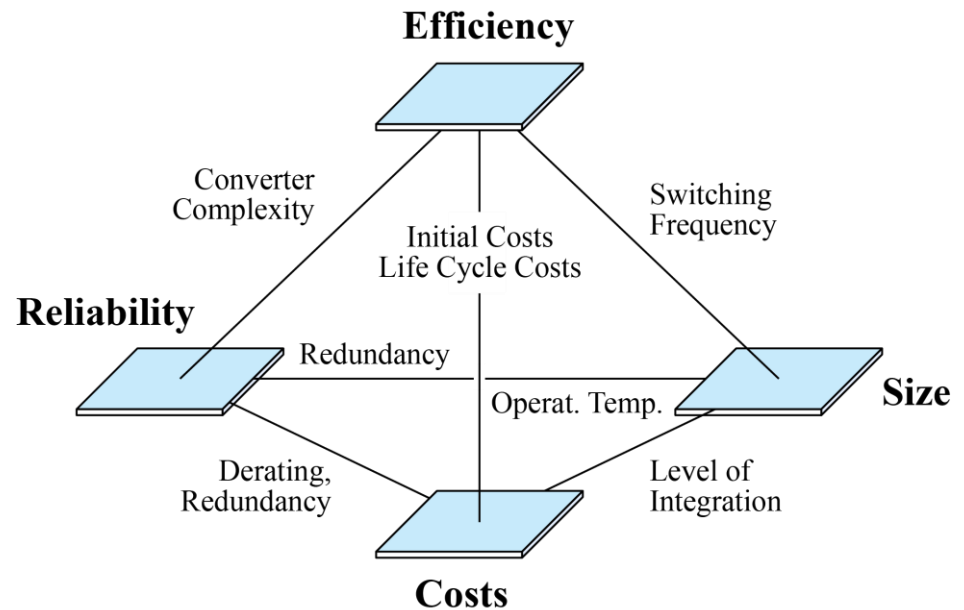 Efficiency
Converter
Complexity
Switching
Frequency
Initial Costs
Life Cycle Costs
Reliability
Redundancy
Operat. Temp.
Size
Derating,
Redundancy
Level of
Integration
Costs